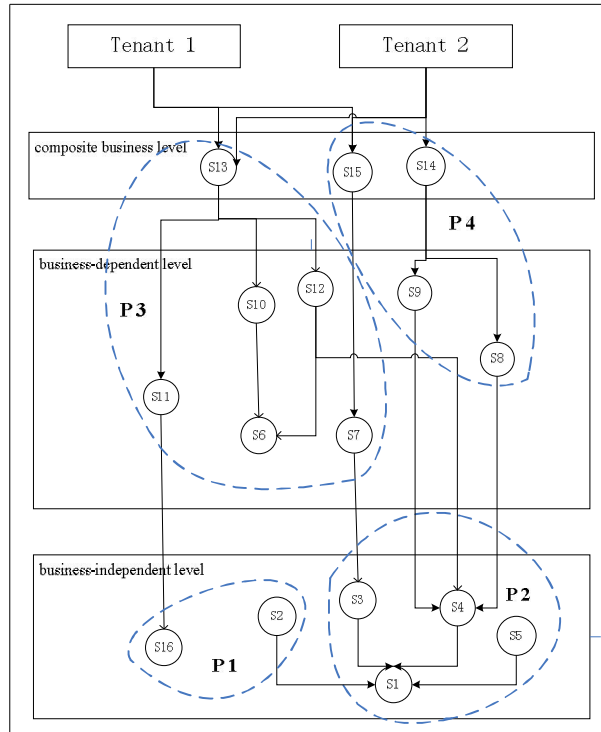 Tenant 1
Tenant 2
composite business level
S13
S15
S14
P4
business-dependent level
S9
S12
S10
P3
S8
S11
S6
S7
business-independent level
S3
S4
P2
S2
S5
S16
P1
S1